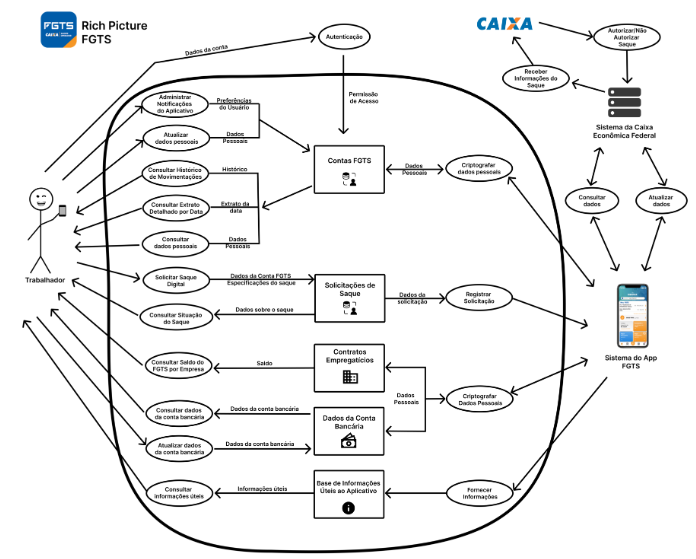 FGTS
CAIXA
Rich Picture
FGTS
Dados da conta
Autenticação
CAIXA
Autorizar/Não
Autorizar
Saque
Receber
Informações do
Saque
Sistema da Caixa
Econômica Federal
Permissão
de Acesso
Administrar
Notificações
do Aplicativo
Preferências
do Usuário
Atualizar
dados pessoais
Dados
Pessoais
Consultar Histórico
de Movimentações
Histórico
Contas FGTS
Dados
Pessoais
Criptografar
dados pessoais
Consultar Extrato
Detalhado por Data
Extrato da
data
Consultar
dados
Atualizar
dados
Consultar
dados pessoais
Dados
Pessoais
Trabalhador
Solicitar Saque
Digital
Dados da Conta FGTS
Especificações do saque
Solicitações de
Saque
Dados da
solicitação
Registrar
Solicitação
Consultar Situação
do Saque
Dados sobre o saque
Sistema do App
FGTS
Consultar Saldo do
FGTS por Empresa
Saldo
Contratos
Empregatícios
Dados
Pessoais
Criptografar
Dados Pessoais
Consultar dados
da conta bancária
Dados da conta bancária
Dados da Conta
Bancária
Atualizar dados
da conta bancária
Dados da conta bancária
Consultar
informações úteis
Informações úteis
Base de Informações
Úteis ao Aplicativo
Fornecer
Informações